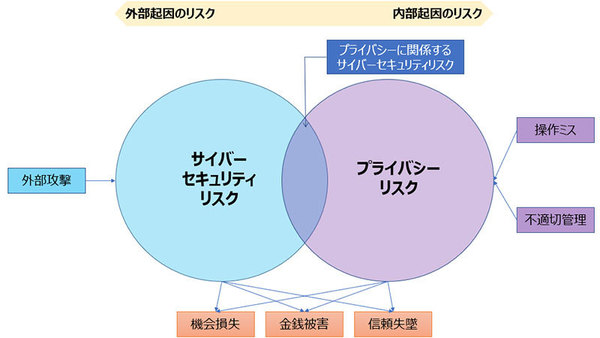 外部起因のリスク
内部起因のリスク
プライバシーに関係する
サイバーセキュリティリスク
サイバー
セキュリティ
リスク
プライバシー
リスク
外部攻撃
操作ミス
不適切管理
機会損失
金銭被害
信頼失墜